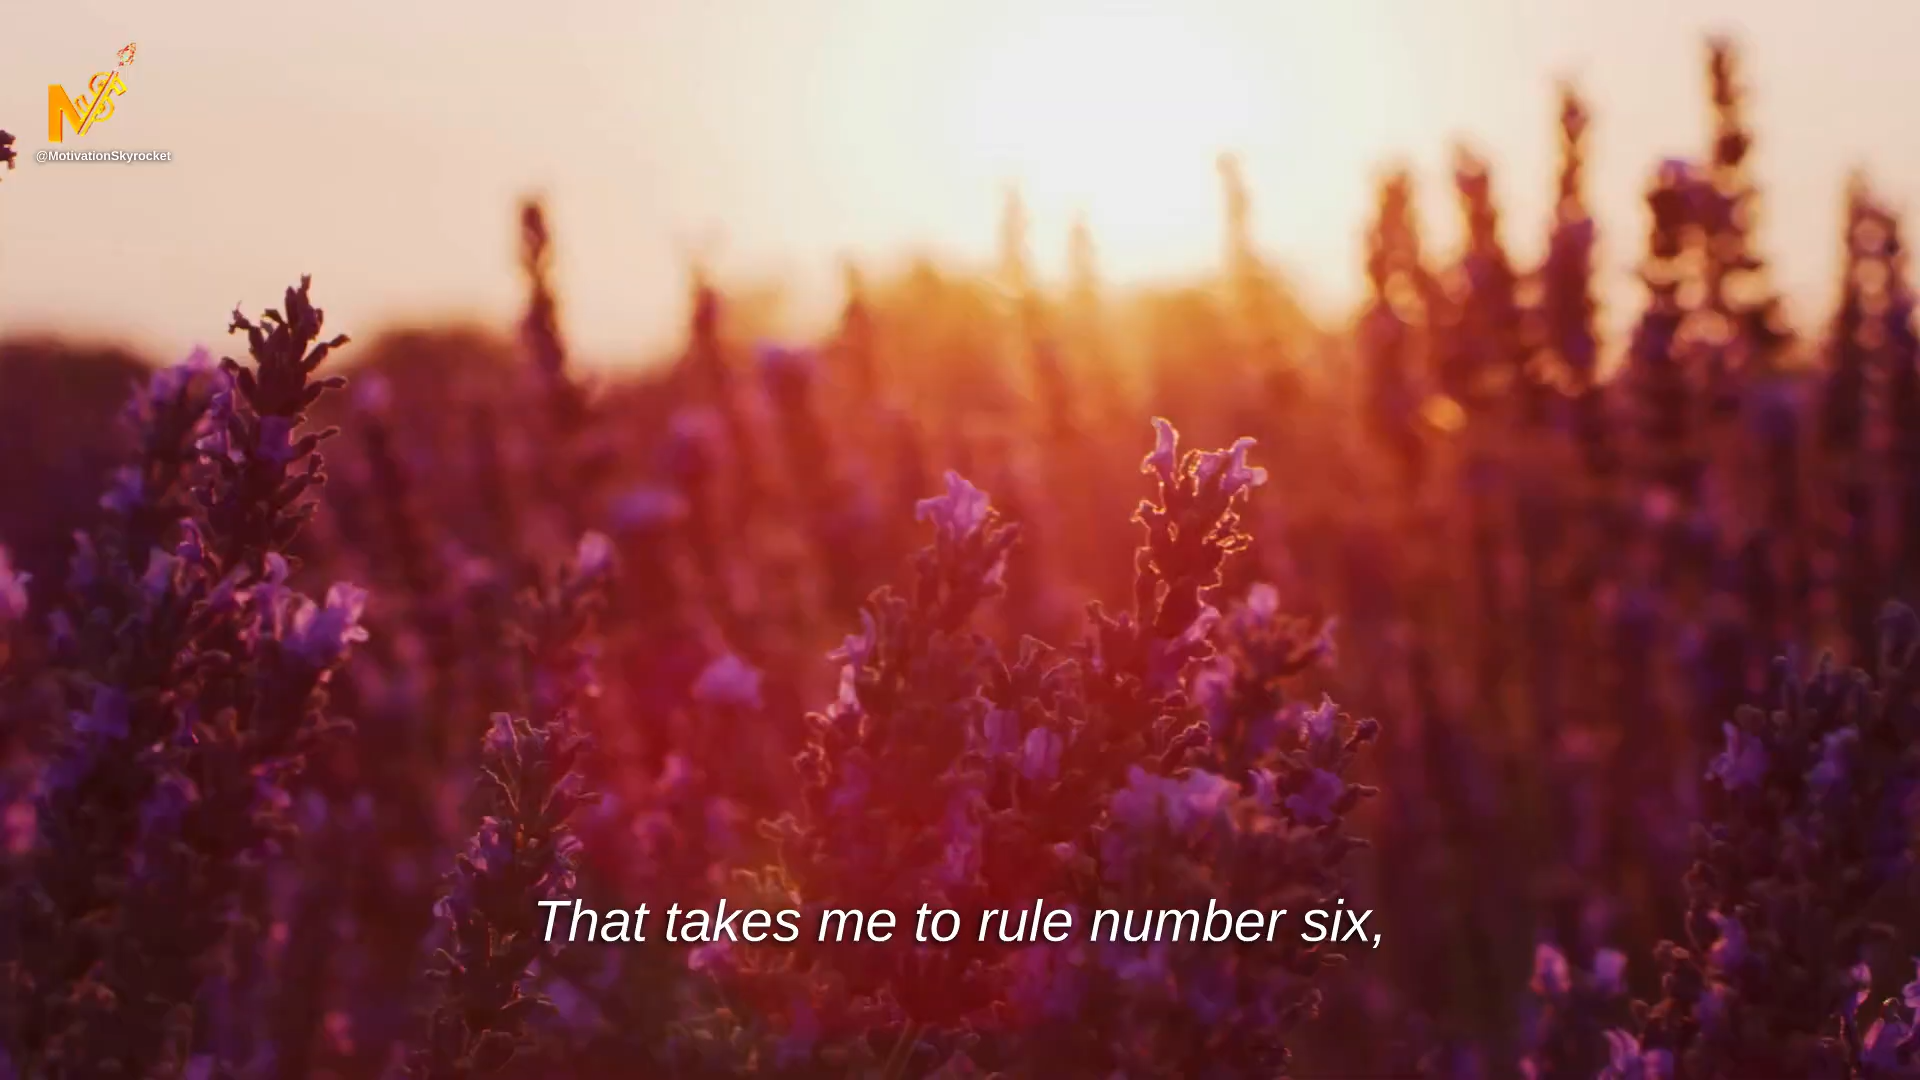 @MotivationSkyrocket
That takes me to rule number six,